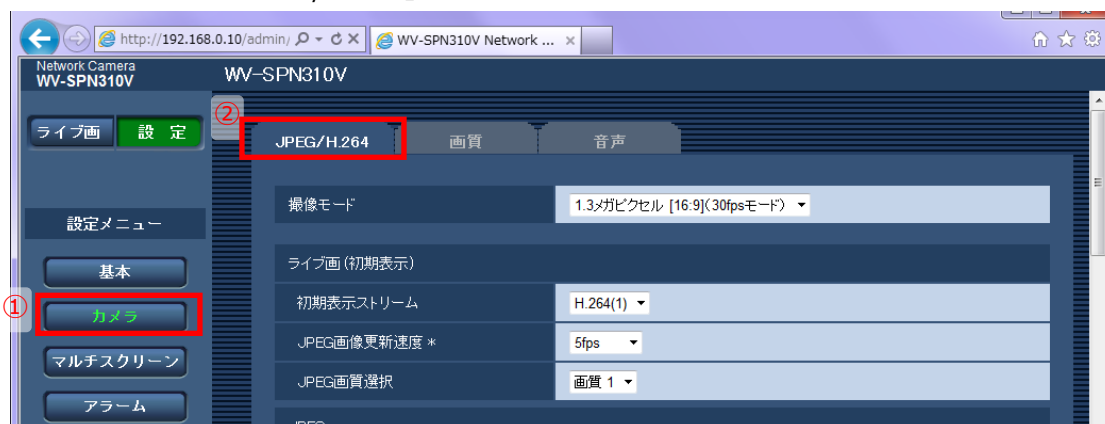 http://192.168.0.10/admin/
WV-SPN310V Network ...
Network Camera
WV-SPN310V
WV-SPN310V
ライブ画
設 定
②
JPEG/H.264
画質
音声
撮像モード
1.3メガピクセル [16:9](30fpsモード)
設定メニュー
ライブ画(初期表示)
基本
①
カメラ
初期表示ストリーム
H.264(1)
JPEG画像更新速度*
5fps
マルチスクリーン
JPEG画質選択
画質 1
アラーム